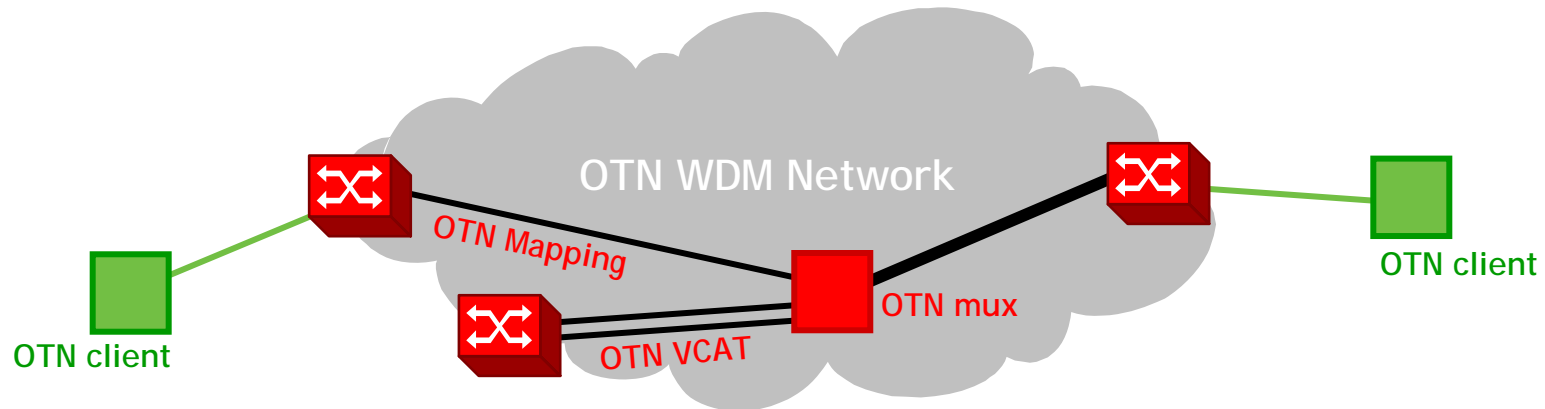 OTN WDM Network
OTN Mapping
OTN client
OTN mux
OTN client
OTN VCAT